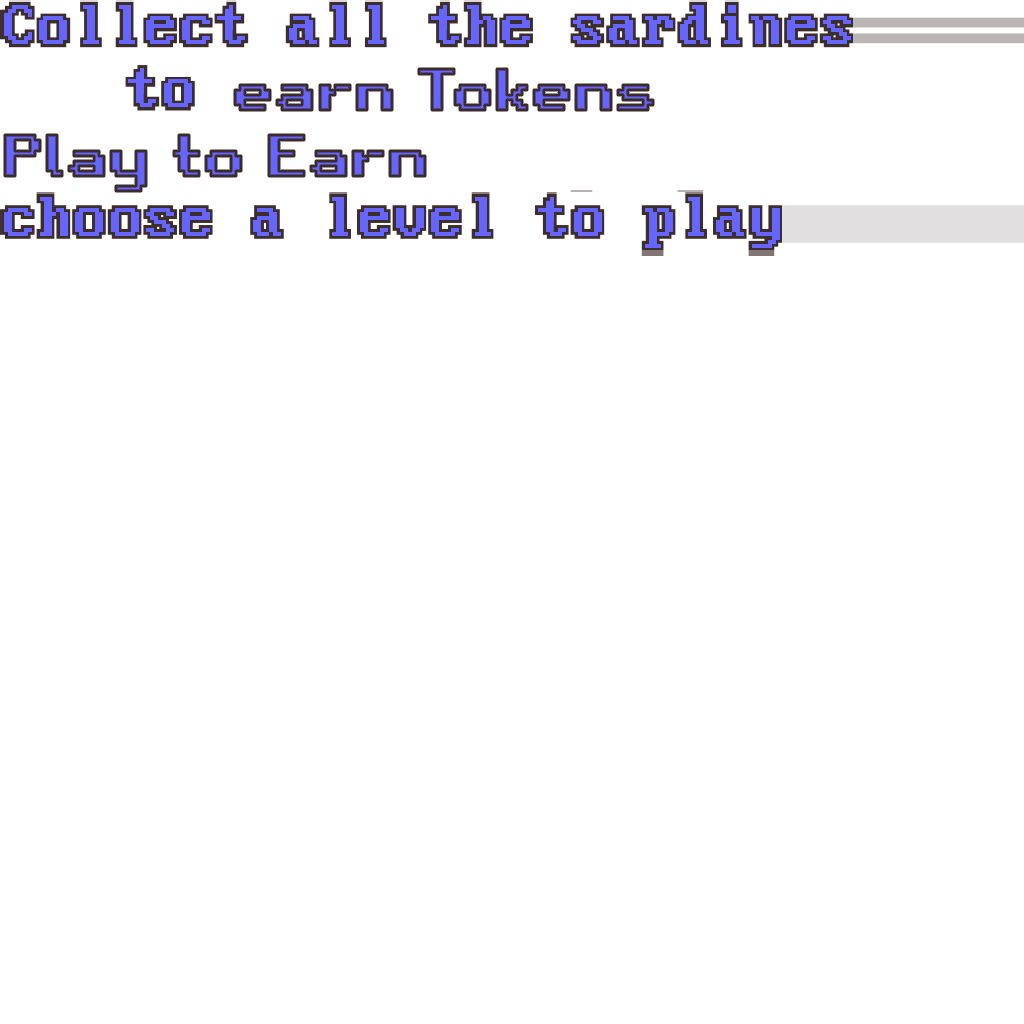 Collect all the sardines
to earn Tokens
Play to Earn
choose a level to play